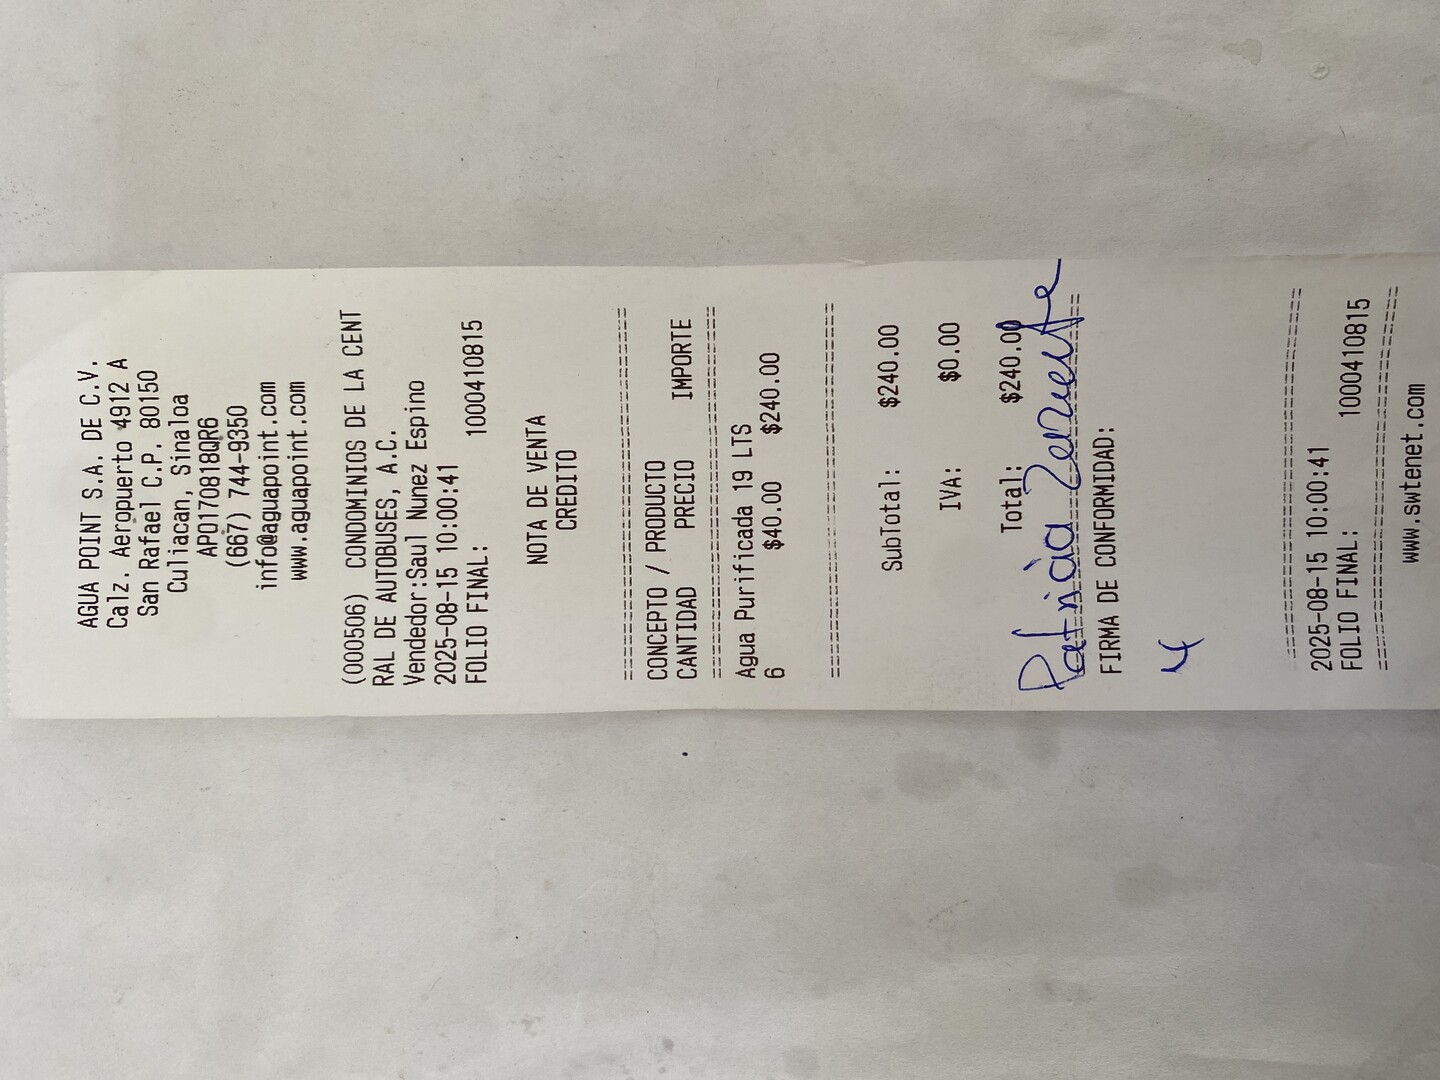 AGUA POINT S.A. DE C.V.
Calz. Aeropuerto 4912 A
San Rafael C.P. 80150
Culiacan, Sinaloa
APO170818QR6
(667) 744-9350
info@aguapoint.com
www.aguapoint.com
(000506) CONDOMINIOS DE LA CENT
RAL DE AUTOBUSES, A.C.
Vendedor:Saul Nunez Espino
2025-08-15 10:00:41
FOLIO FINAL: 1000410815
NOTA DE VENTA
CREDITO
CONCEPTO / PRODUCTO
CANTIDAD PRECIO IMPORTE
Agua Purificada 19 LTS
6 $40.00 $240.00
SubTotal: $240.00
IVA: $0.00
Total: $240.00
Patricia
FIRMA DE CONFORMIDAD:
2025-08-15 10:00:41
FOLIO FINAL: 1000410815
www.swtenet.com